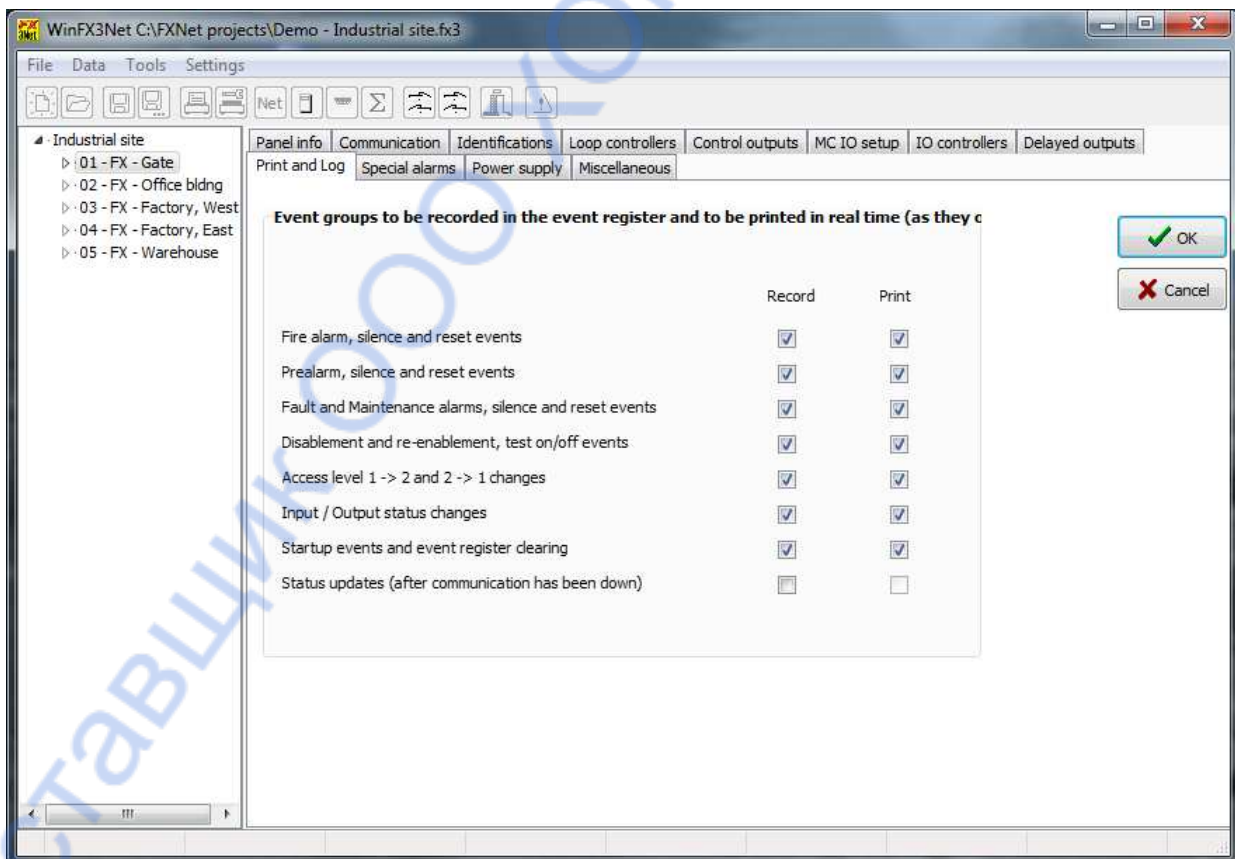 WinFX3Net C:\FXNet projects\Demo - Industrial site.fx3
File Data Tools Settings
Net Σ
Industrial site
01 - FX - Gate
02 - FX - Office bldng
03 - FX - Factory, West
04 - FX - Factory, East
05 - FX - Warehouse
Panel info Communication Identifications Loop controllers Control outputs MC IO setup IO controllers Delayed outputs
Print and Log Special alarms Power supply Miscellaneous
Event groups to be recorded in the event register and to be printed in real time (as they o
OK
Cancel
Record Print
Fire alarm, silence and reset events
Prealarm, silence and reset events
Fault and Maintenance alarms, silence and reset events
Disablement and re-enablement, test on/off events
Access level 1 -> 2 and 2 -> 1 changes
Input / Output status changes
Startup events and event register clearing
Status updates (after communication has been down)
ставщик ООО